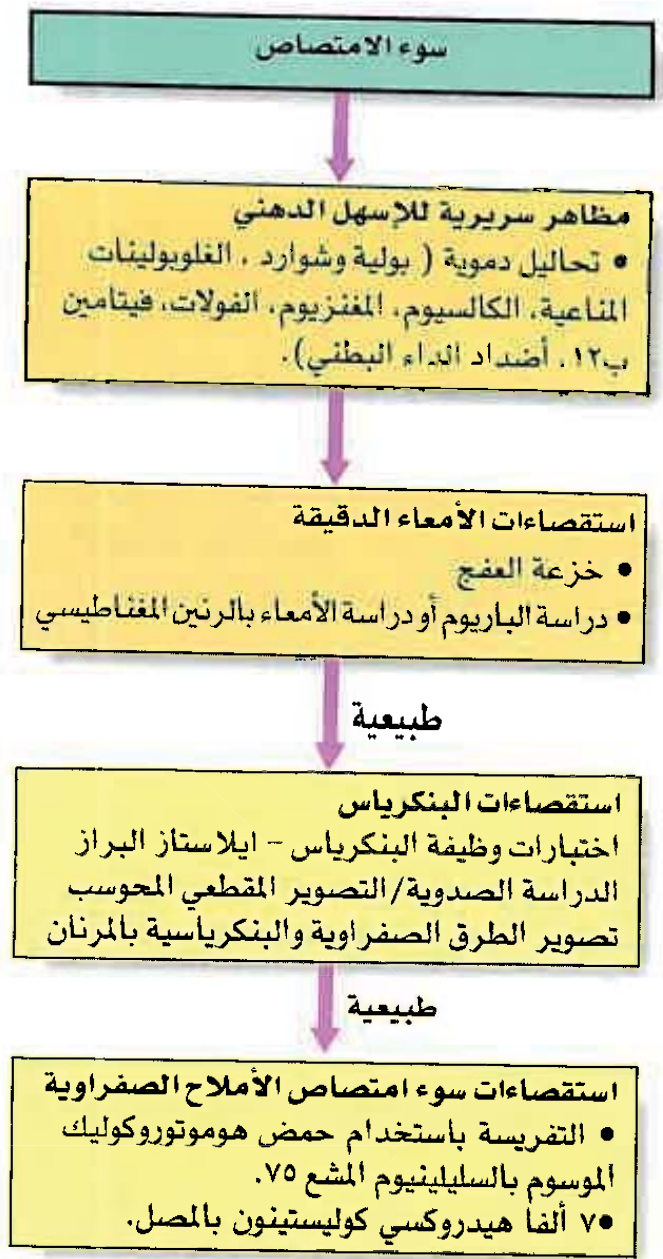 سوء الامتصاص
مظاهر سريرية للإسهل الدهني
• تحاليل دموية ( بولية وشوارد ، الغلوبولينات
المناعية، الكالسيوم، المغنزيوم، الفولات، فيتامين
ب١٢، أضداد الداء البطني).
استقصاءات الأمعاء الدقيقة
• خزعة العفج
• دراسة الباريوم أو دراسة الأمعاء بالرنين المغناطيسي
طبيعية
استقصاءات البنكرياس
اختبارات وظيفة البنكرياس – ايلاستاز البراز
الدراسة الصدوية/التصوير المقطعي المحوسب
تصوير الطرق الصفراوية والبنكرياسية بالمرنان
طبيعية
استقصاءات سوء امتصاص الأملاح الصفراوية
• التفريسة باستخدام حمض هوموتوروكوليك
الموسوم بالسليلينيوم المشع ٧٥.
•٧ ألفا هيدروكسي كوليستينون بالمصل.